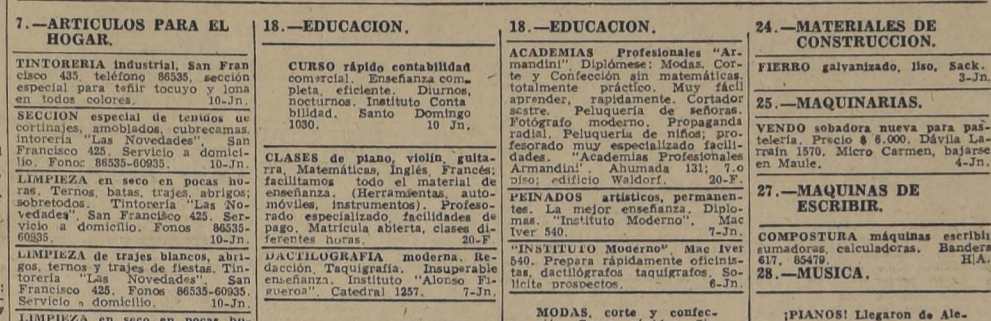 7.—ARTICULOS PARA EL
HOGAR.
TINTORERIA industrial, San Fran
cisco 435, teléfono 86535, sección
especial para teñir tocuyo y lona
en todos colores. 10-Jn.
SECCION especial de tenidos de
cortinajes, amoblados, cubrecamas,
intorería "Las Novedades". San
Francisco 425. Servicio a domici-
lio. Fonos 86535-60935. 10-Jn.
LIMPIEZA en seco en pocas ho-
ras, Ternos, batas, trajes, abrigos;
sobretodos. Tintorería "Las No-
vedades", San Francisco 425. Ser-
vicio a domicilio. Fonos 86535-
60935. 10-Jn.
LIMPIEZA de trajes blancos, abri-
gos, ternos y trajes de fiestas. Tin-
torería "Las Novedades" San
Francisco 425. Fonos 86535-60935.
Servicio a domicilio. 10-Jn.
LIMPIEZA en seco en pocas ho-
18.—EDUCACION.
CURSO rápido contabilidad
comercial. Enseñanza com_
pleta, eficiente. Diurnos,
nocturnos. Instituto Conta
bilidad. Santo Domingo
1030. 10 Jn.
CLASES de piano, violín, guita-
rra, Matemáticas, Inglés, Francés;
facilitamos todo el material de
enseñanza. (Herramientas, auto-
móviles, instrumentos). Profeso-
rado especializado, facilidades de
pago. Matrícula abierta, clases di-
ferentes horas. 20-F.
DACTILOGRAFIA moderna. Re-
dacción, Taquigrafía. Insuperable
enseñanza. Instituto "Alonso Fi-
gueroa". Catedral 1257. 7-Jn.
18.—EDUCACION.
ACADEMIAS Profesionales "Ar-
mandini". Diplómese: Modas, Cor-
te y Confección sin matemáticas,
totalmente práctico. Muy fácil
aprender, rapidamente. Cortador
sastre. Peluquería de señoras.
Fotógrafo moderno. Propaganda
radial. Peluquería de niños; pro-
fesorado muy especializado facili-
dades. "Academias Profesionales
Armandini". Ahumada 131; 7.o
piso; edificio Waldorf. 20-F.
PEINADOS artísticos, permanen-
tes. La mejor enseñanza. Diplo-
mas. "Instituto Moderno". Mac
Iver 540. 7-Jn.
"INSTITUTO Moderno" Mac Iver
540. Prepara rápidamente oficinis-
tas, dactilógrafos taquígrafos. So-
licite prospectos. 6-Jn.
MODAS, corte y confec-
24.—MATERIALES DE
CONSTRUCCION.
FIERRO galvanizado, liso, Sack.
3-Jn.
25.—MAQUINARIAS.
VENDO sobadora nueva para pas-
telería. Precio $ 6.000. Dávila La-
rraín 1570. Micro Carmen, bajarse
en Maule. 4-Jn.
27.—MAQUINAS DE
ESCRIBIR.
COMPOSTURA máquinas escribir
sumadoras, calculadoras. Bandera
617. 85479. H|A.
28.—MUSICA.
¡PIANOS! Llegaron de Ale-